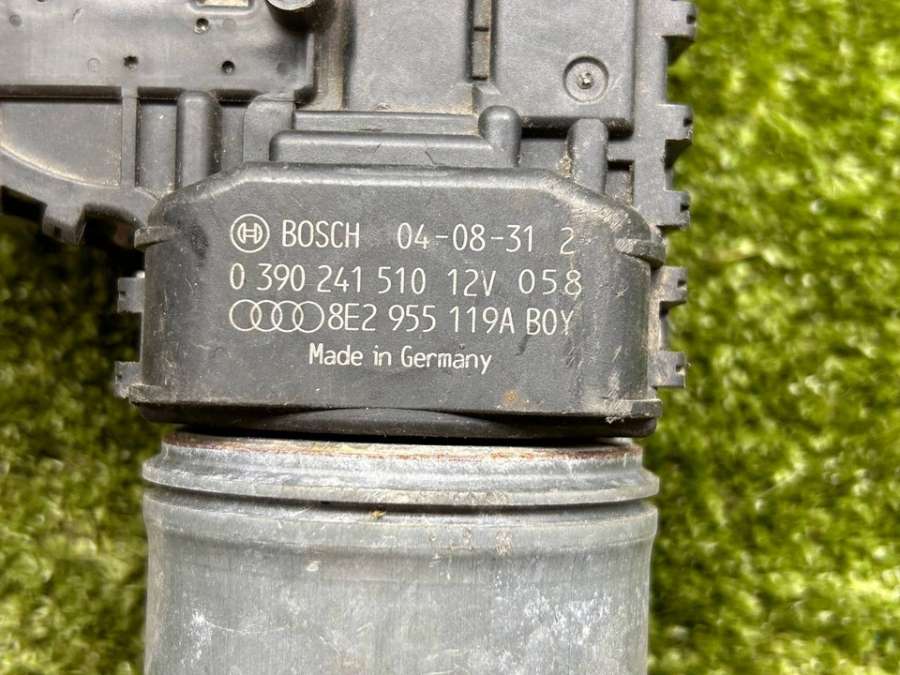 BOSCH 04-08-31 2
0 390 241 510 12V 058
8E2 955 119A B0Y
Made in Germany